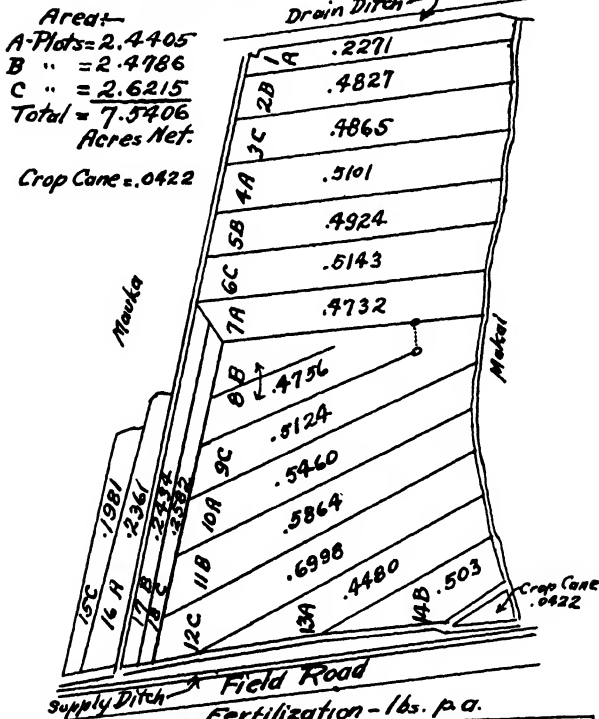 Area:-
A-Plots = 2.4405
B " = 2.4786
C " = 2.6215
Total = 7.5406
Acres Net.
Crop Cane = .0422
Drain Ditch
1A .2271
2B .4827
3C .4865
4A .5101
5B .4924
6C .5143
7A .4732
8B .4756
9C .5124
10A .5460
11B .5864
12C .6998
13A .4480
14B .503
15C .1981
16A .2361
17B .2434
18C .2582
Mauka
Makai
Crop Cane
.0422
Supply Ditch
Field Road
Fertilization - lbs. p.a.